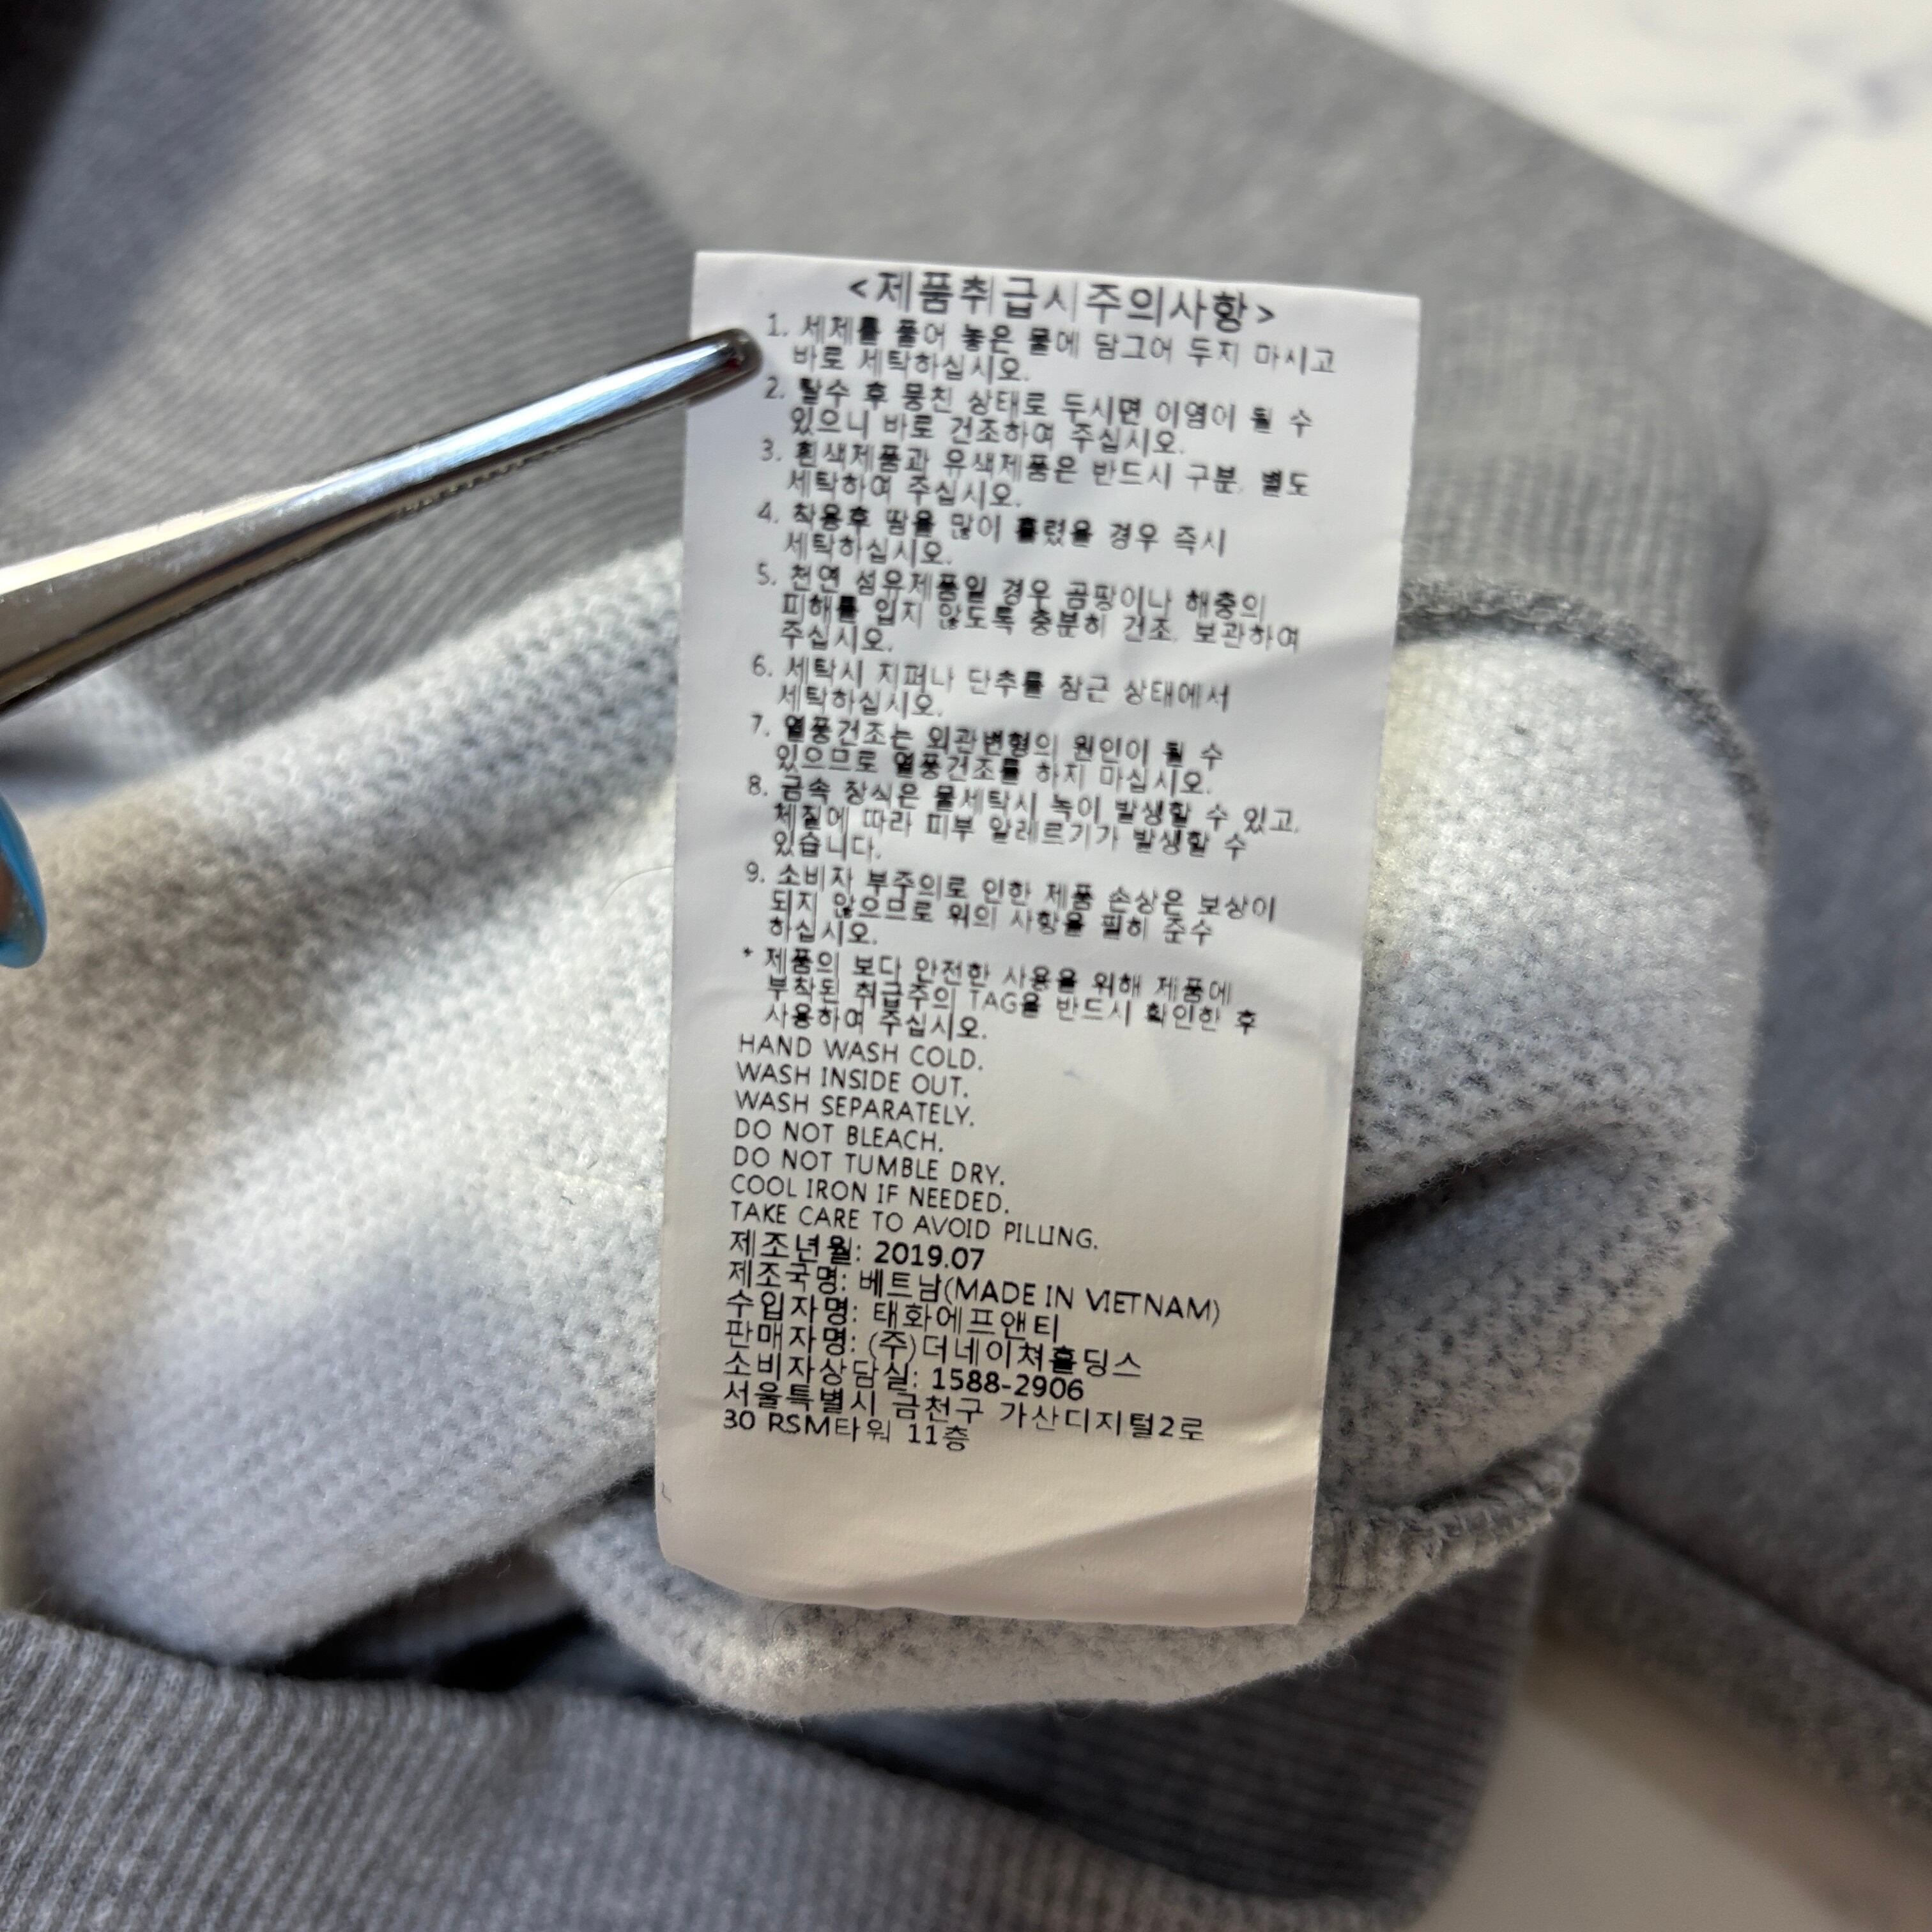 <제품취급시주의사항>
1. 세제를 풀어 놓은 물에 담그어 두지 마시고
바로 세탁하십시오.
2. 탈수 후 뭉친 상태로 두시면 이염이 될 수
있으니 바로 건조하여 주십시오.
3. 흰색제품과 유색제품은 반드시 구분, 별도
세탁하여 주십시오.
4. 착용후 땀을 많이 흘렸을 경우 즉시
세탁하십시오.
5. 천연 섬유제품일 경우 곰팡이나 해충의
피해를 입지 않도록 충분히 건조, 보관하여
주십시오.
6. 세탁시 지퍼나 단추를 잠근 상태에서
세탁하십시오.
7. 열풍건조는 외관변형의 원인이 될 수
있으므로 열풍건조를 하지 마십시오.
8. 금속 장식은 물세탁시 녹이 발생할 수 있고,
체질에 따라 피부 알레르기가 발생할 수
있습니다.
9. 소비자 부주의로 인한 제품 손상은 보상이
되지 않으므로 위의 사항을 필히 준수
하십시오.
* 제품의 보다 안전한 사용을 위해 제품에
부착된 취급주의 TAG을 반드시 확인한 후
사용하여 주십시오.
HAND WASH COLD.
WASH INSIDE OUT.
WASH SEPARATELY.
DO NOT BLEACH.
DO NOT TUMBLE DRY.
COOL IRON IF NEEDED.
TAKE CARE TO AVOID PILLING.
제조년월: 2019.07
제조국명: 베트남(MADE IN VIETNAM)
수입자명: 태화에프앤티
판매자명: (주)더네이쳐홀딩스
소비자상담실: 1588-2906
서울특별시 금천구 가산디지털2로
30 RSM타워 11층